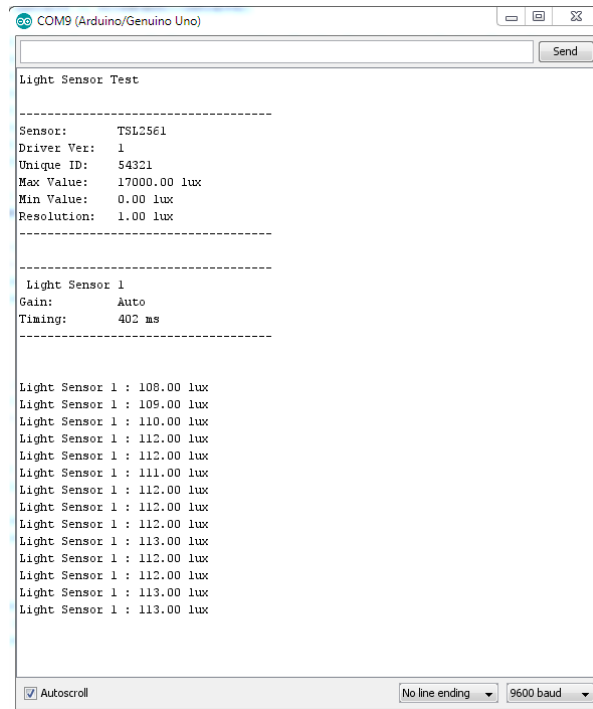 COM9 (Arduino/Genuino Uno)
Send
Light Sensor Test
------------------------------------
Sensor:       TSL2561
Driver Ver:   1
Unique ID:    54321
Max Value:    17000.00 lux
Min Value:    0.00 lux
Resolution:   1.00 lux
------------------------------------
------------------------------------
 Light Sensor 1
Gain:         Auto
Timing:       402 ms
------------------------------------
Light Sensor 1 : 108.00 lux
Light Sensor 1 : 109.00 lux
Light Sensor 1 : 110.00 lux
Light Sensor 1 : 112.00 lux
Light Sensor 1 : 112.00 lux
Light Sensor 1 : 111.00 lux
Light Sensor 1 : 112.00 lux
Light Sensor 1 : 112.00 lux
Light Sensor 1 : 112.00 lux
Light Sensor 1 : 113.00 lux
Light Sensor 1 : 112.00 lux
Light Sensor 1 : 112.00 lux
Light Sensor 1 : 113.00 lux
Light Sensor 1 : 113.00 lux
Autoscroll
No line ending
9600 baud